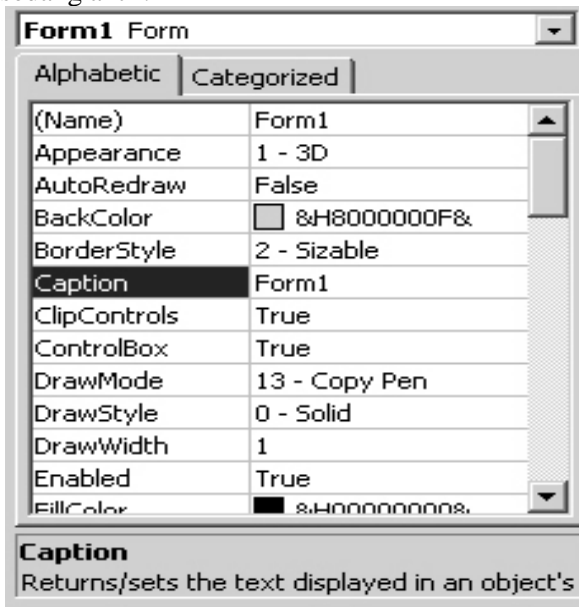 Form1 Form
Alphabetic Categorized
(Name) Form1
Appearance 1 - 3D
AutoRedraw False
BackColor &H8000000F&
BorderStyle 2 - Sizable
Caption Form1
ClipControls True
ControlBox True
DrawMode 13 - Copy Pen
DrawStyle 0 - Solid
DrawWidth 1
Enabled True
FillColor
Caption
Returns/sets the text displayed in an object's